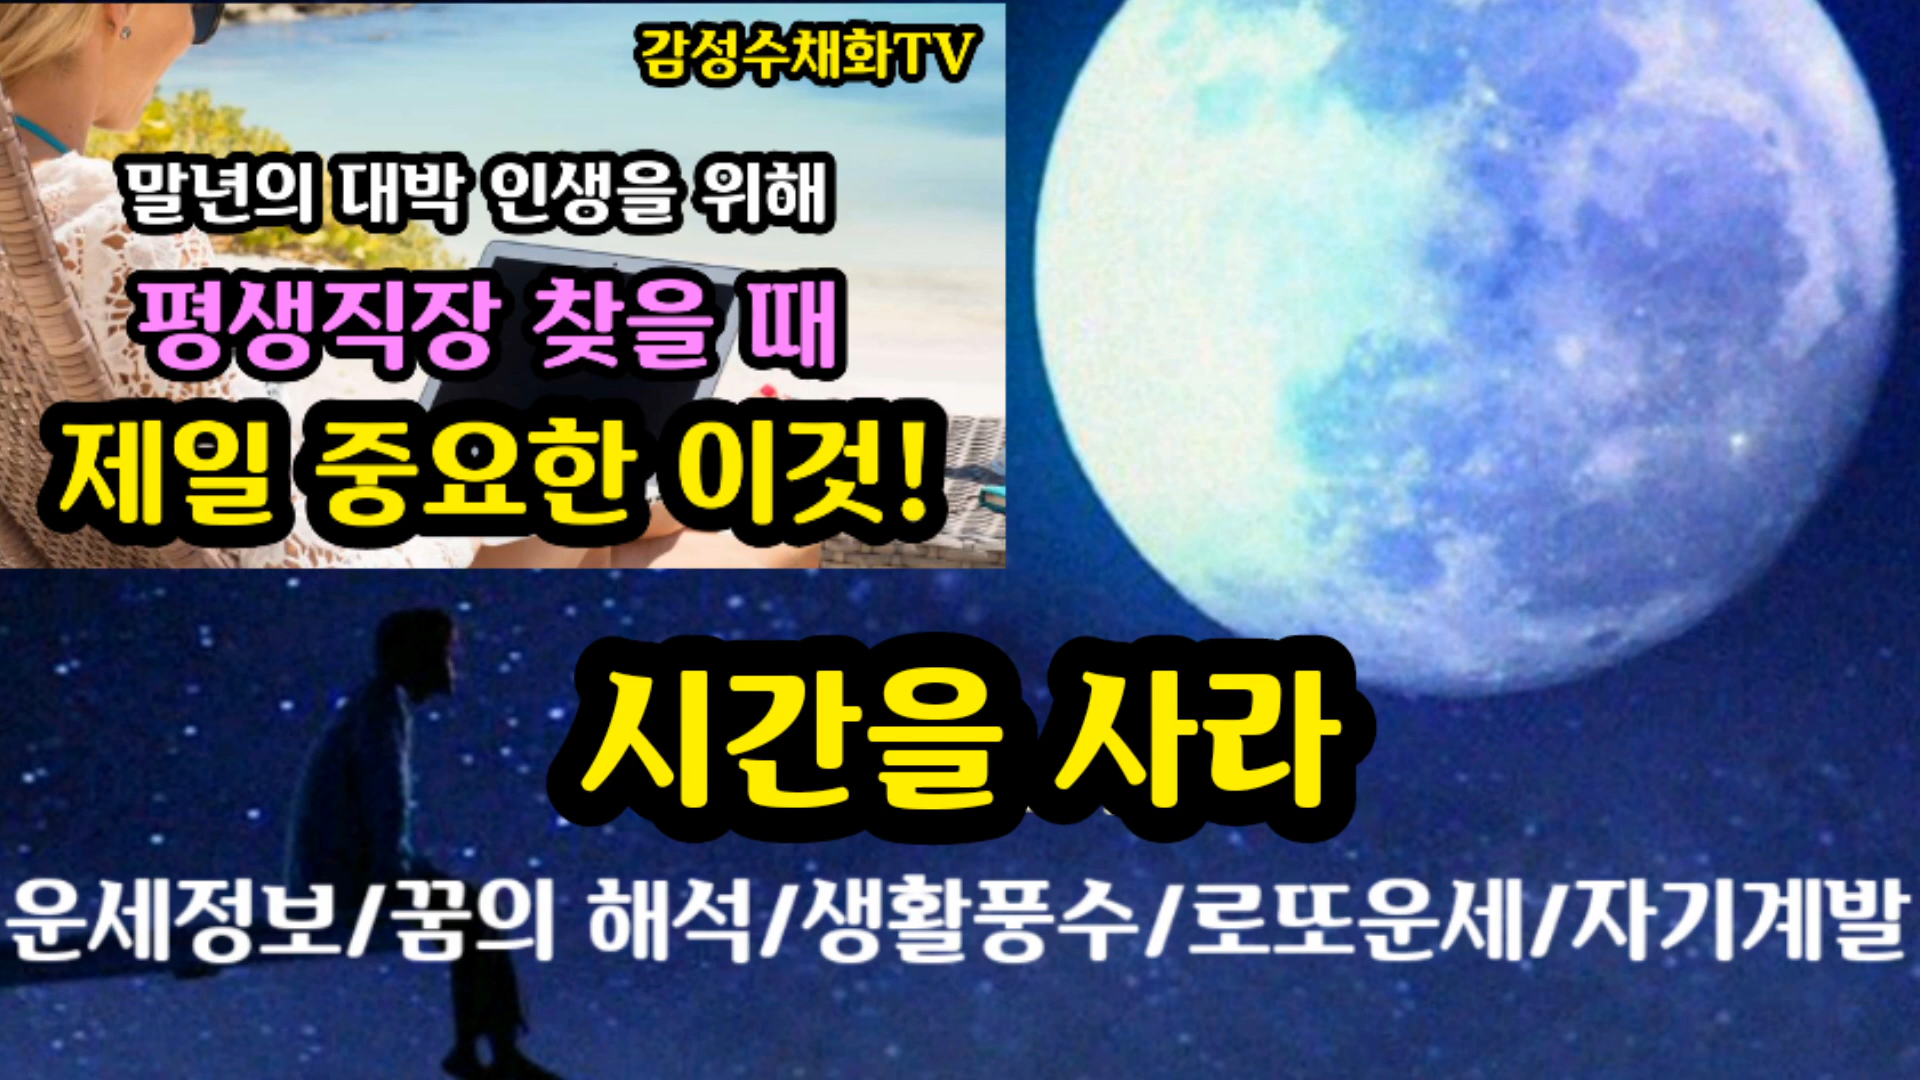 감성수채화TV
말년의 대박 인생을 위해
평생직장 찾을 때
제일 중요한 이것!
시간을 사라
운세정보/꿈의 해석/생활풍수/로또운세/자기계발